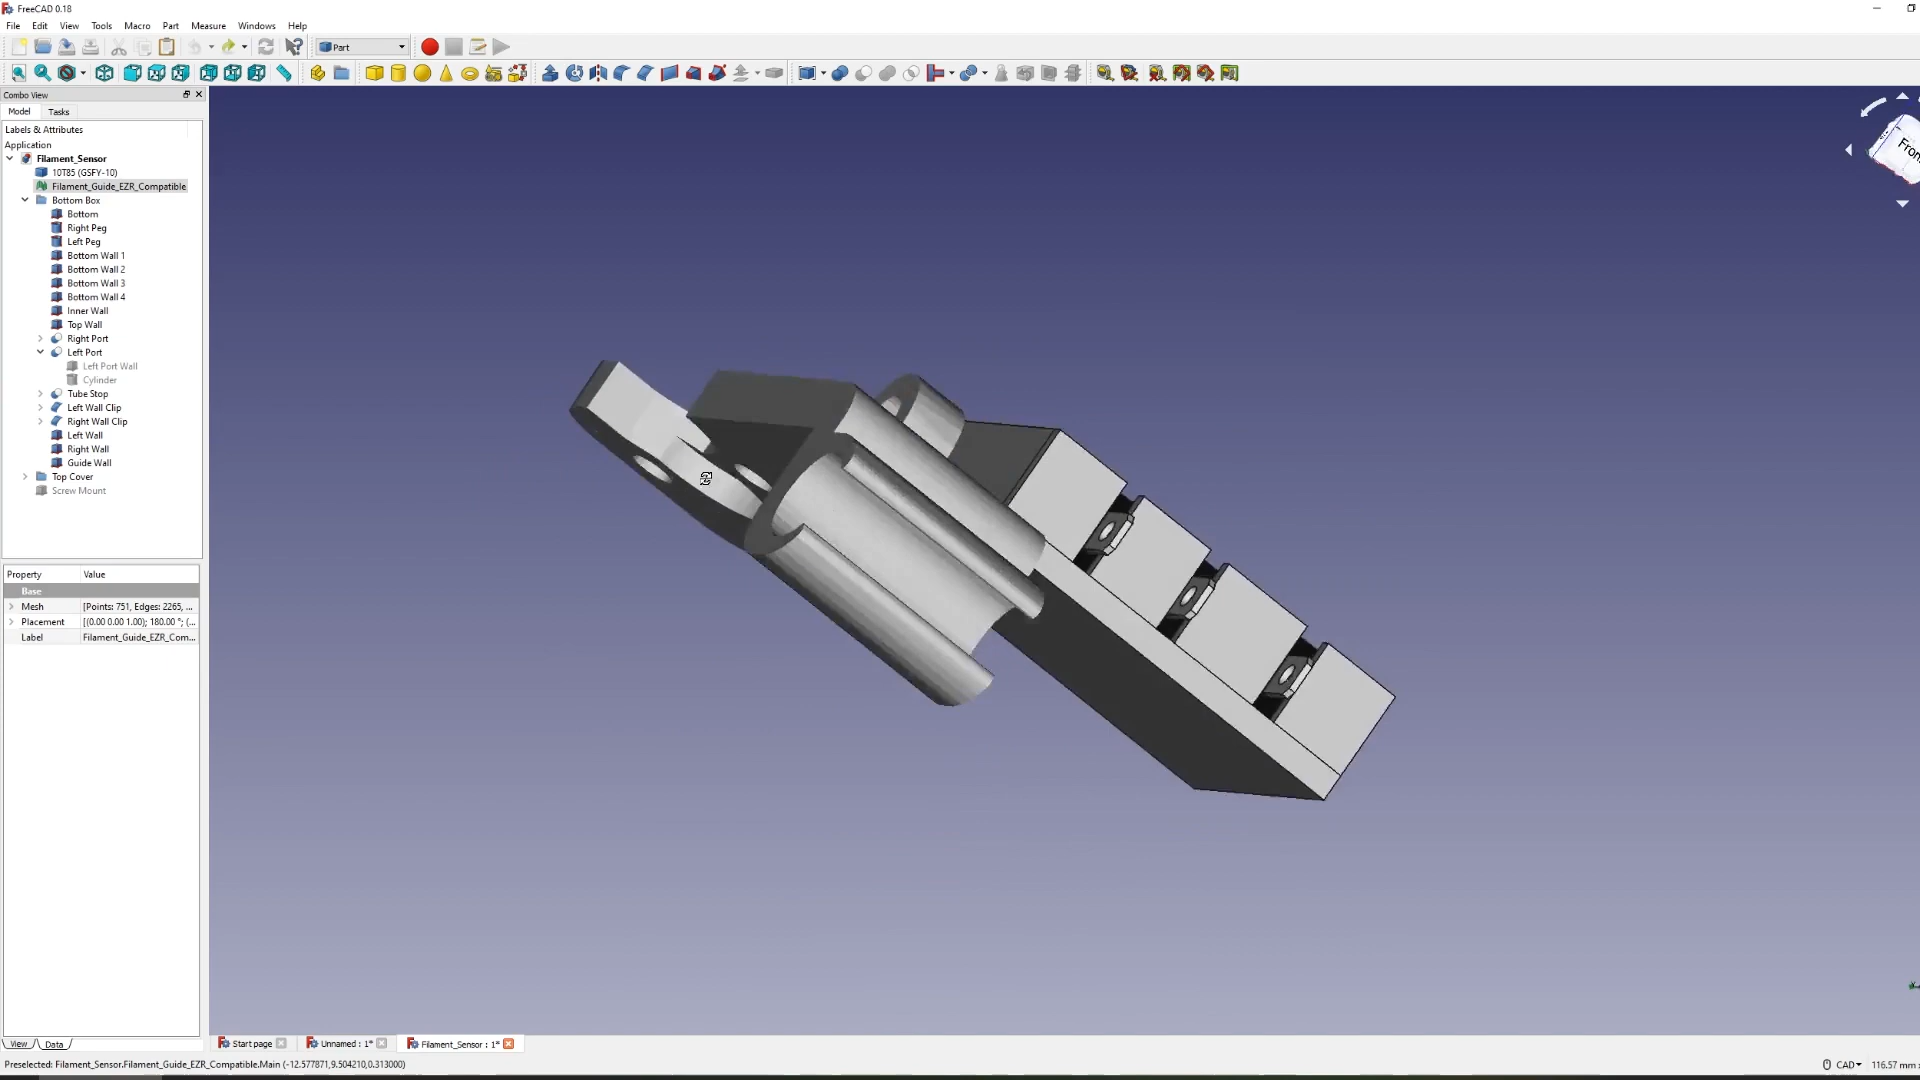 FreeCAD 0.18
File Edit View Tools Macro Part Measure Windows Help
Part
Combo View
Model Tasks
Labels & Attributes
Application
Filament_Sensor
10T85 (GSFY-10)
Filament_Guide_EZR_Compatible
Bottom Box
Bottom
Right Peg
Left Peg
Bottom Wall 1
Bottom Wall 2
Bottom Wall 3
Bottom Wall 4
Inner Wall
Top Wall
Right Port
Left Port
Left Port Wall
Cylinder
Tube Stop
Left Wall Clip
Right Wall Clip
Left Wall
Right Wall
Guide Wall
Top Cover
Screw Mount
Property Value
Base
Mesh [Points: 751, Edges: 2265, ...
Placement [(0.00 0.00 1.00); 180.00 °; (...
Label Filament_Guide_EZR_Com...
View Data
Start page Unnamed : 1* Filament_Sensor : 1*
Preselected: Filament_Sensor.Filament_Guide_EZR_Compatible.Main (-12.577871,9.504210,0.313000) CAD 116.57 mm
Fron